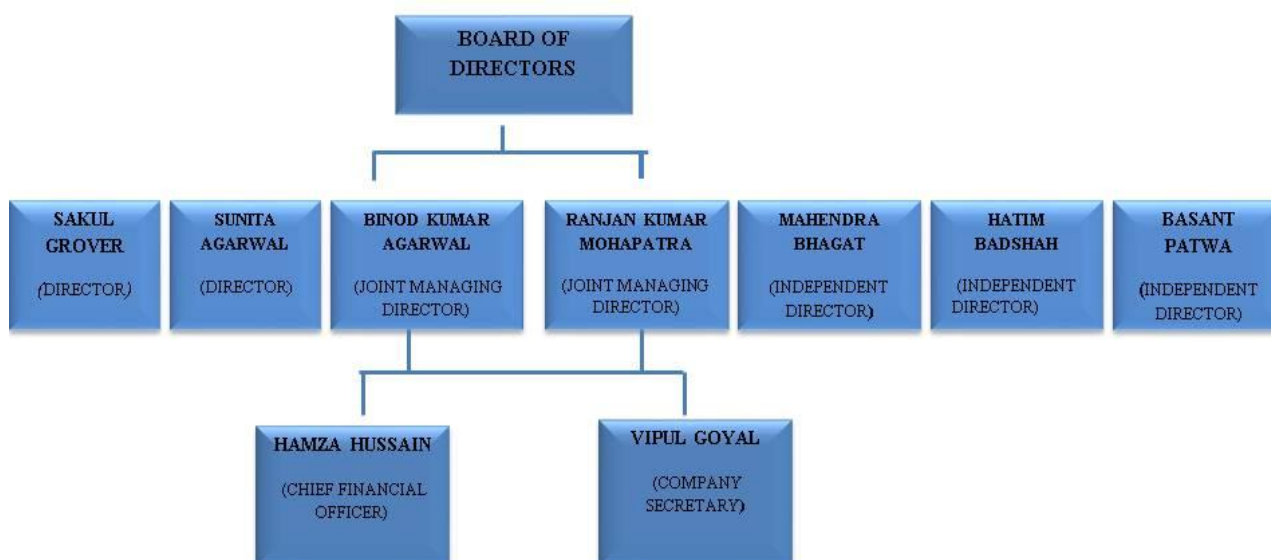 BOARD OF
DIRECTORS
SAKUL
GROVER
(DIRECTOR)
SUNITA
AGARWAL
(DIRECTOR)
BINOD KUMAR
AGARWAL
(JOINT MANAGING
DIRECTOR)
RANJAN KUMAR
MOHAPATRA
(JOINT MANAGING
DIRECTOR)
MAHENDRA
BHAGAT
(INDEPENDENT
DIRECTOR)
HATIM
BADSHAH
(INDEPENDENT
DIRECTOR)
BASANT
PATWA
(INDEPENDENT
DIRECTOR)
HAMZA HUSSAIN
(CHIEF FINANCIAL
OFFICER)
VIPUL GOYAL
(COMPANY
SECRETARY)